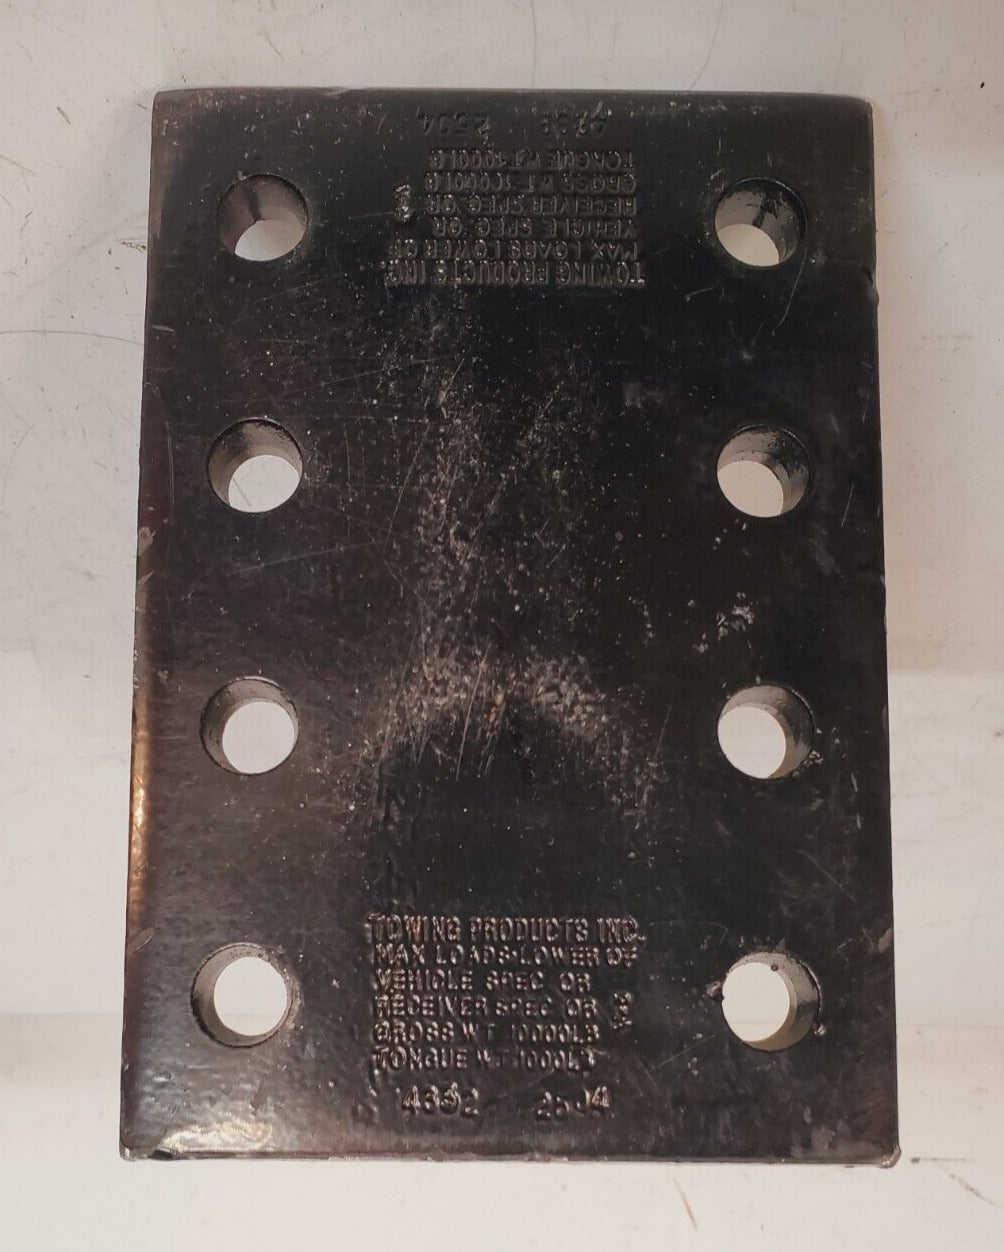 2504
TONGUE WT 1000LB
GROSS WT 10000LB
RECEIVER SPEC OR
VEHICLE SPEC OR
MAX LOADS LOWER OF
TOWING PRODUCTS INC
TOWING PRODUCTS INC.
MAX LOADS-LOWER OF
VEHICLE SPEC OR
RECEIVER SPEC OR
GROSS WT 10000LB
TONGUE WT 1000LB
2504